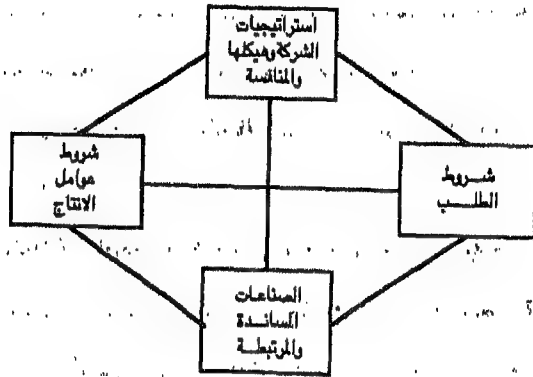 استراتيجيات
الشركة وهيكلها
والمنافسة
شروط
الطلب
شروط
عوامل
الانتاج
الصناعات
المساندة
والمرتبطة